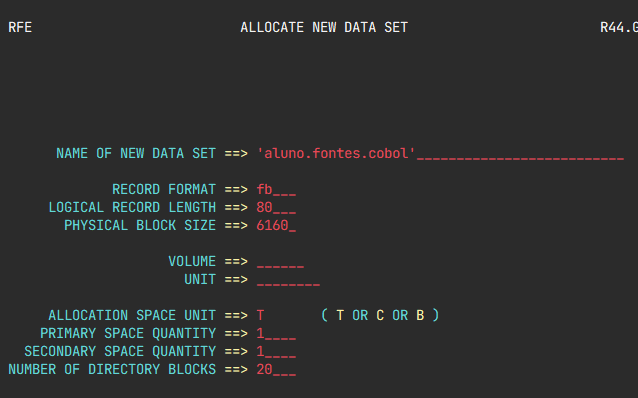 RFE ALLOCATE NEW DATA SET R44.G
NAME OF NEW DATA SET ==> 'aluno.fontes.cobol'__________________________
RECORD FORMAT ==> fb___
LOGICAL RECORD LENGTH ==> 80___
PHYSICAL BLOCK SIZE ==> 6160_
VOLUME ==> ______
UNIT ==> ________
ALLOCATION SPACE UNIT ==> T ( T OR C OR B )
PRIMARY SPACE QUANTITY ==> 1____
SECONDARY SPACE QUANTITY ==> 1____
NUMBER OF DIRECTORY BLOCKS ==> 20___